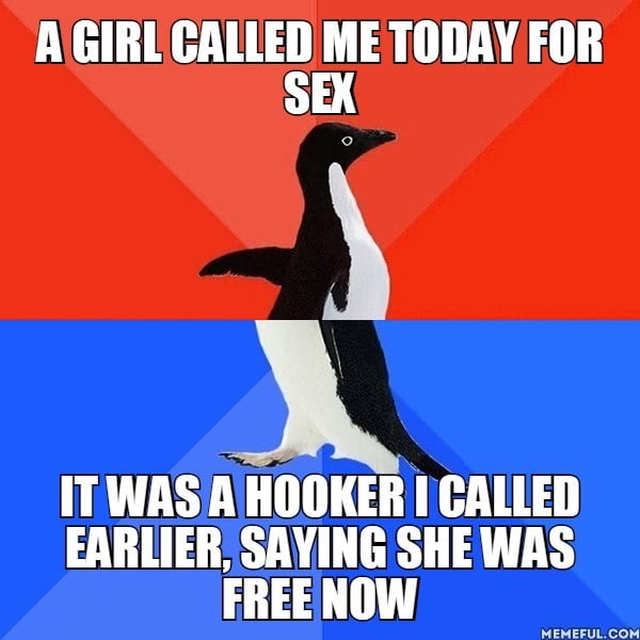 A GIRL CALLED ME TODAY FOR
SEX
IT WAS A HOOKER I CALLED
EARLIER, SAYING SHE WAS
FREE NOW
MEMEFUL.COM